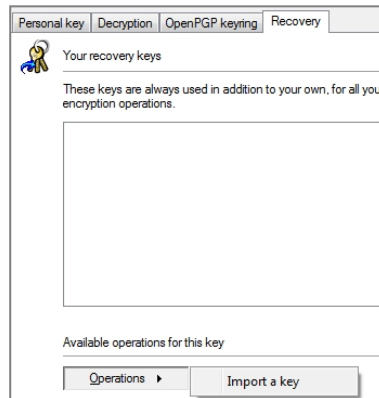 Personal key Decryption OpenPGP keyring Recovery
Your recovery keys
These keys are always used in addition to your own, for all you
encryption operations.
Available operations for this key
Operations Import a key